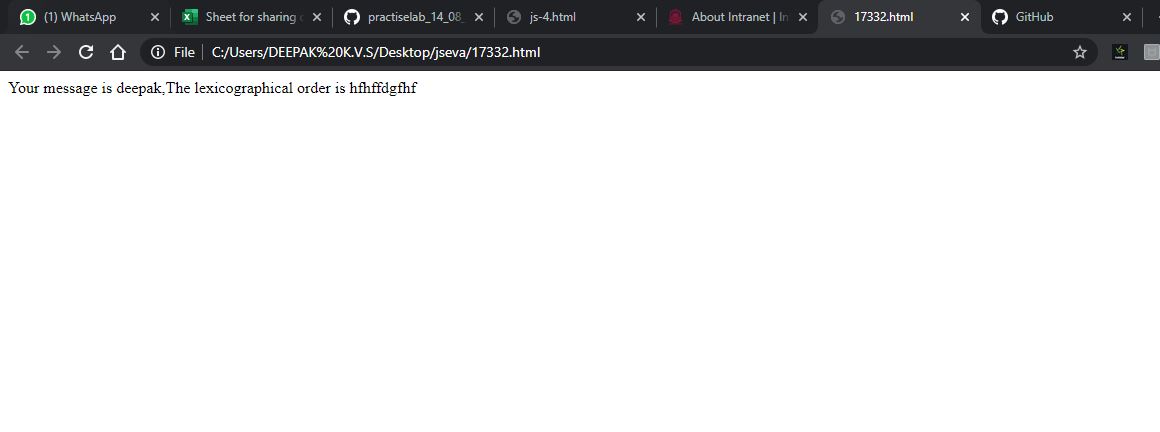 (1) WhatsApp
Sheet for sharing
practiselab_14_08_
js-4.html
About Intranet | In
17332.html
GitHub
File
C:/Users/DEEPAK%20K.V.S/Desktop/jseva/17332.html
Your message is deepak,The lexicographical order is hfhffdgfhf